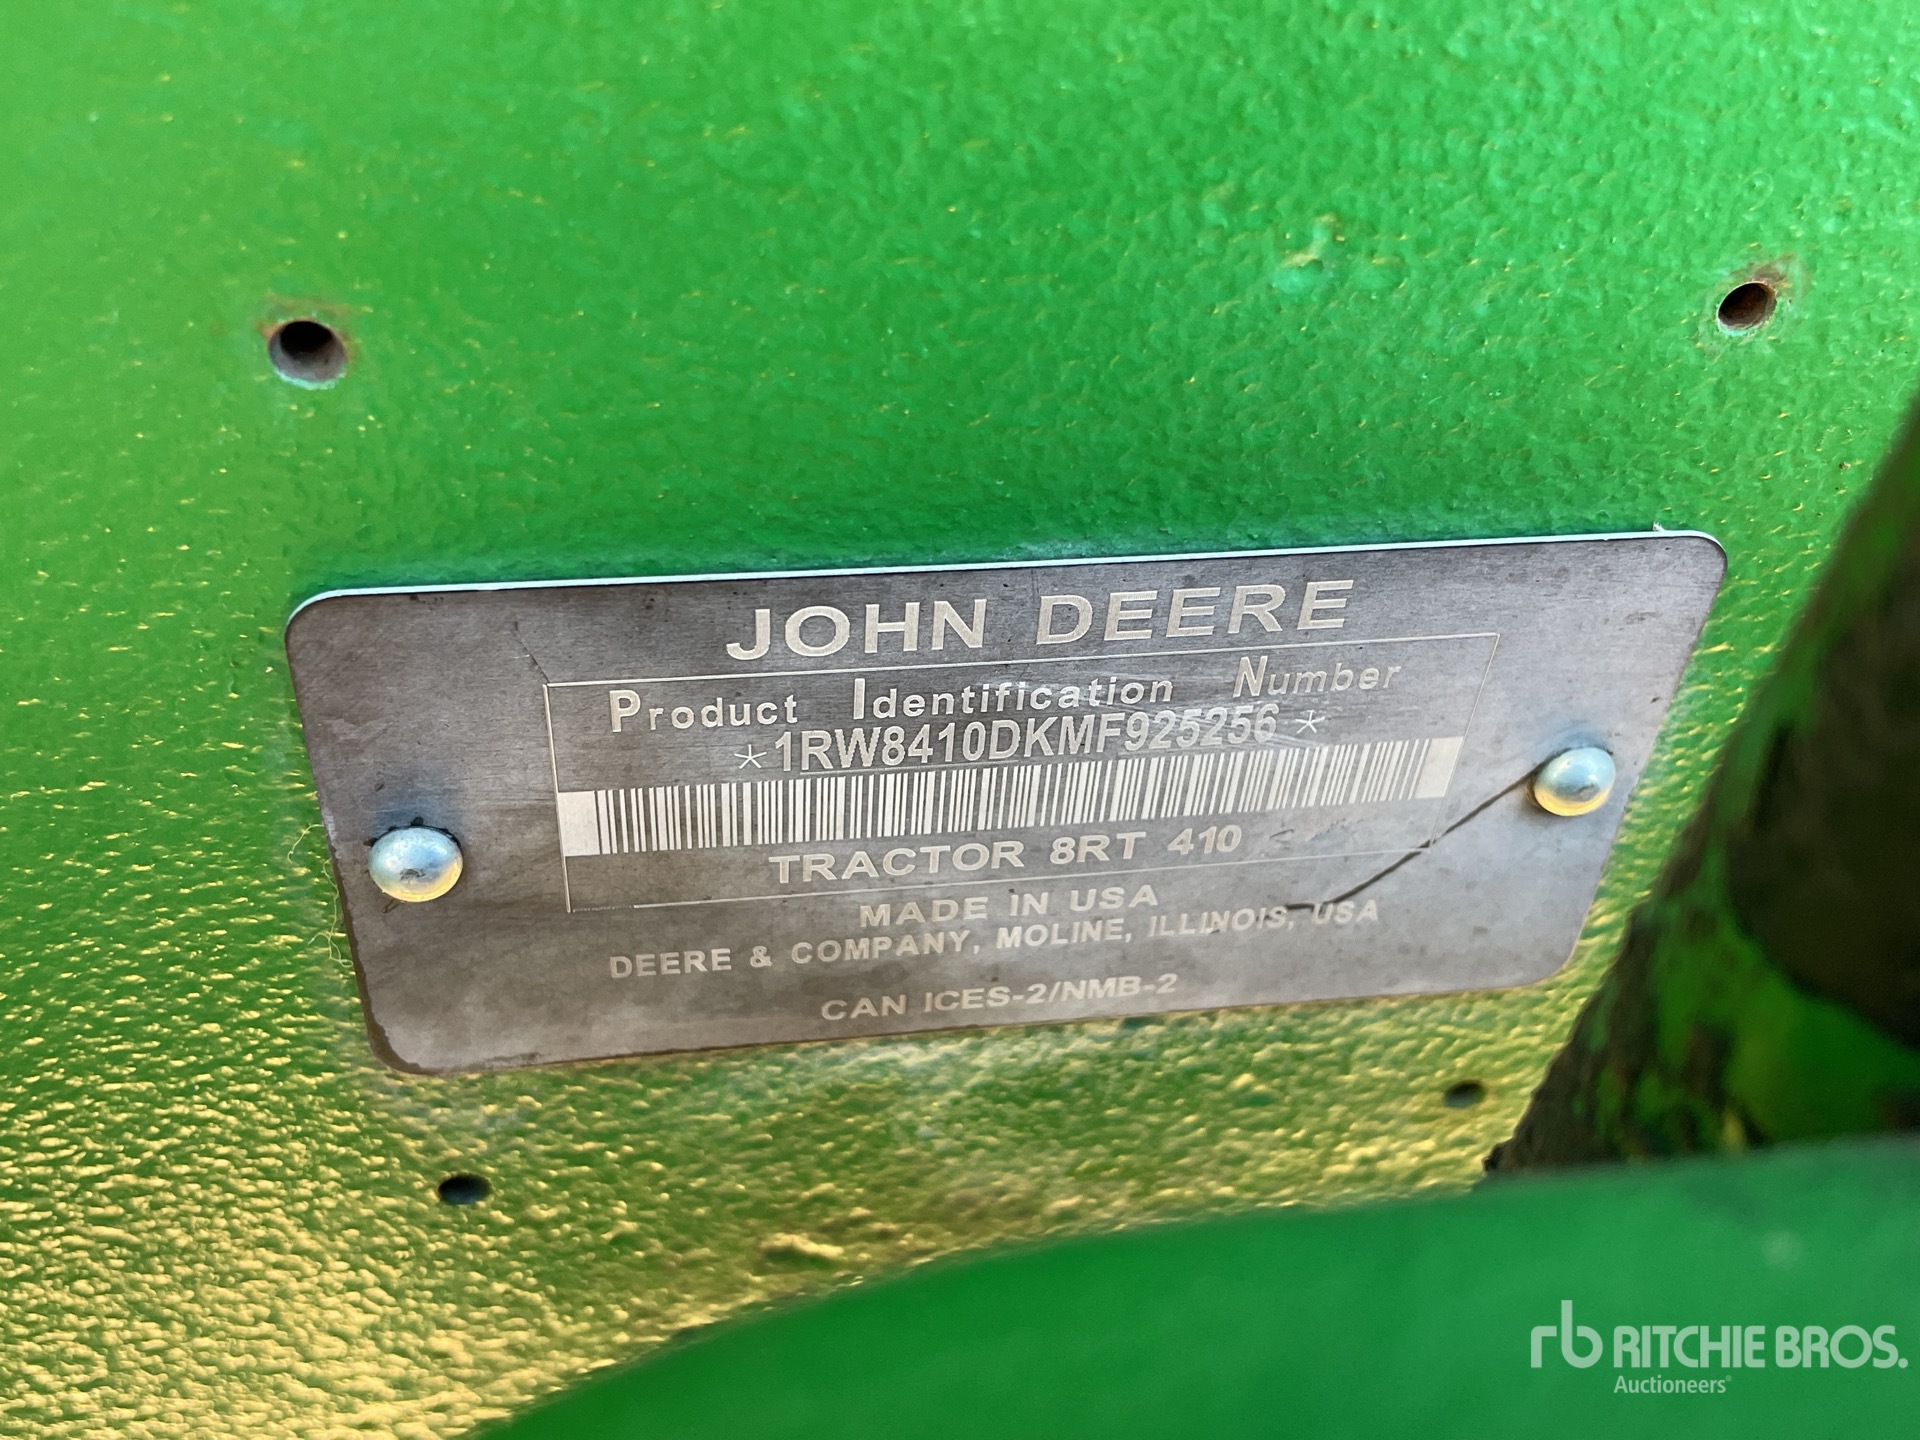 JOHN DEERE
Product Identification Number
*1RW8410DKMF925256*
TRACTOR 8RT 410
MADE IN USA
DEERE & COMPANY, MOLINE, ILLINOIS, USA
CAN ICES-2/NMB-2
rb RITCHIE BROS.
Auctioneers®